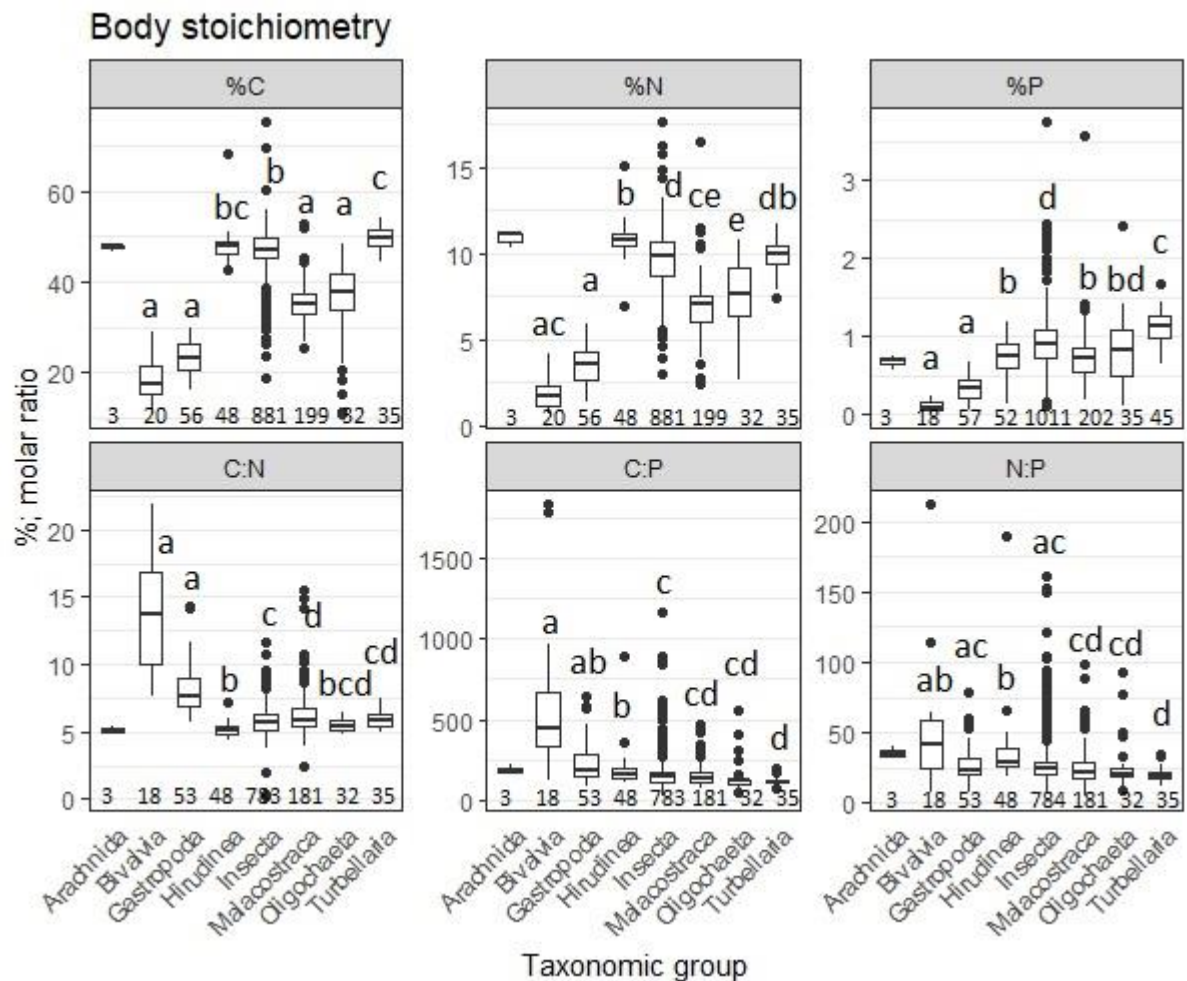 Body stoichiometry
%C
%N
%P
60
40
20
bc
b
a
a
c
a
a
3
20
56
48
881
199
32
35
15
10
5
0
b
d
ce
e
db
a
ac
3
20
56
48
881
199
32
35
3
2
1
0
d
b
b
bd
c
a
a
3
18
57
52
1011
202
35
45
C:N
C:P
N:P
%; molar ratio
20
15
10
5
0
a
a
b
c
d
bcd
cd
3
18
53
48
783
181
32
35
1500
1000
500
0
a
ab
b
c
cd
cd
d
3
18
53
48
783
181
32
35
200
150
100
50
0
ab
ac
b
ac
cd
cd
d
3
18
53
48
784
181
32
35
Arachnida
Bivalvia
Gastropoda
Hirudinea
Insecta
Malacostraca
Oligochaeta
Turbellaria
Arachnida
Bivalvia
Gastropoda
Hirudinea
Insecta
Malacostraca
Oligochaeta
Turbellaria
Arachnida
Bivalvia
Gastropoda
Hirudinea
Insecta
Malacostraca
Oligochaeta
Turbellaria
Taxonomic group